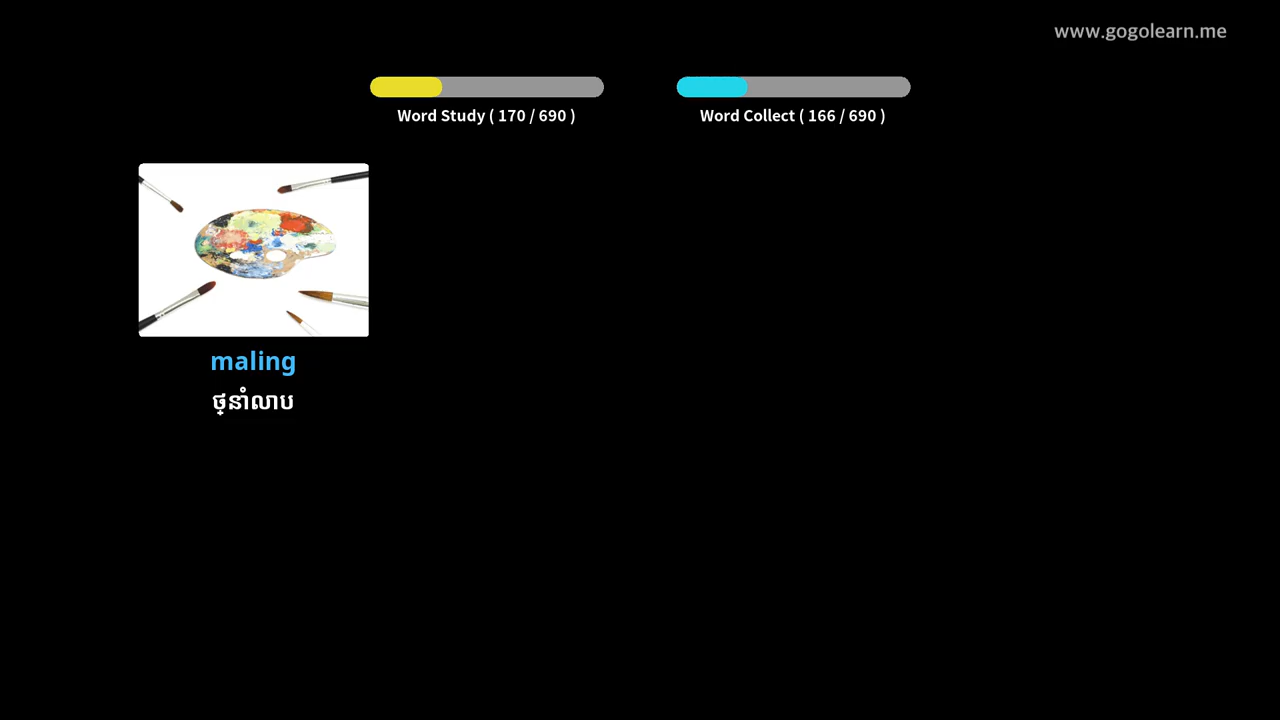 www.gogolearn.me
Word Study ( 170 / 690 )
Word Collect ( 166 / 690 )
maling
ថ្នាំលាប